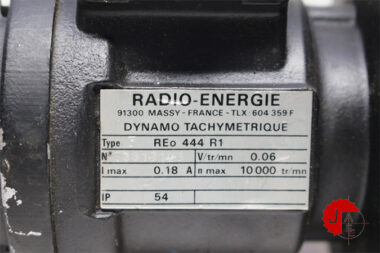 RADIO-ENERGIE
91300 MASSY - FRANCE - TLX : 604 359 F
DYNAMO TACHYMETRIQUE
Type REo 444 R1
N° V/tr/mn 0.06
I max 0.18 A n max 10 000 tr/mn
IP 54